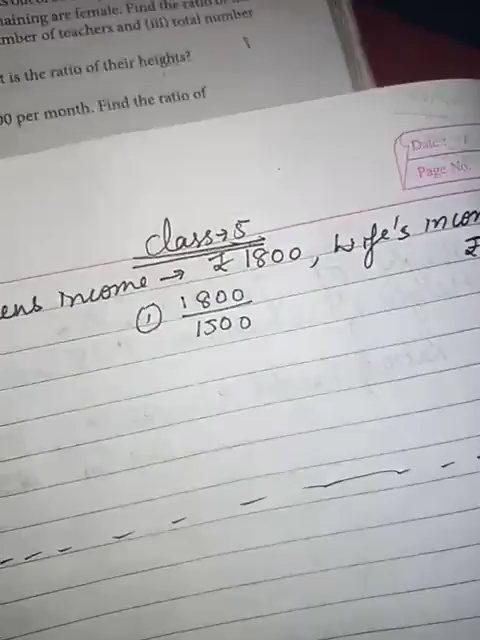 maining are female. Find the ratio of
mber of teachers and (iii) total number
t is the ratio of their heights?
00 per month. Find the ratio of
Date:
Page No.
class→5
ens income → ₹ 1800, Wife's incom
₹
① 1800
1500